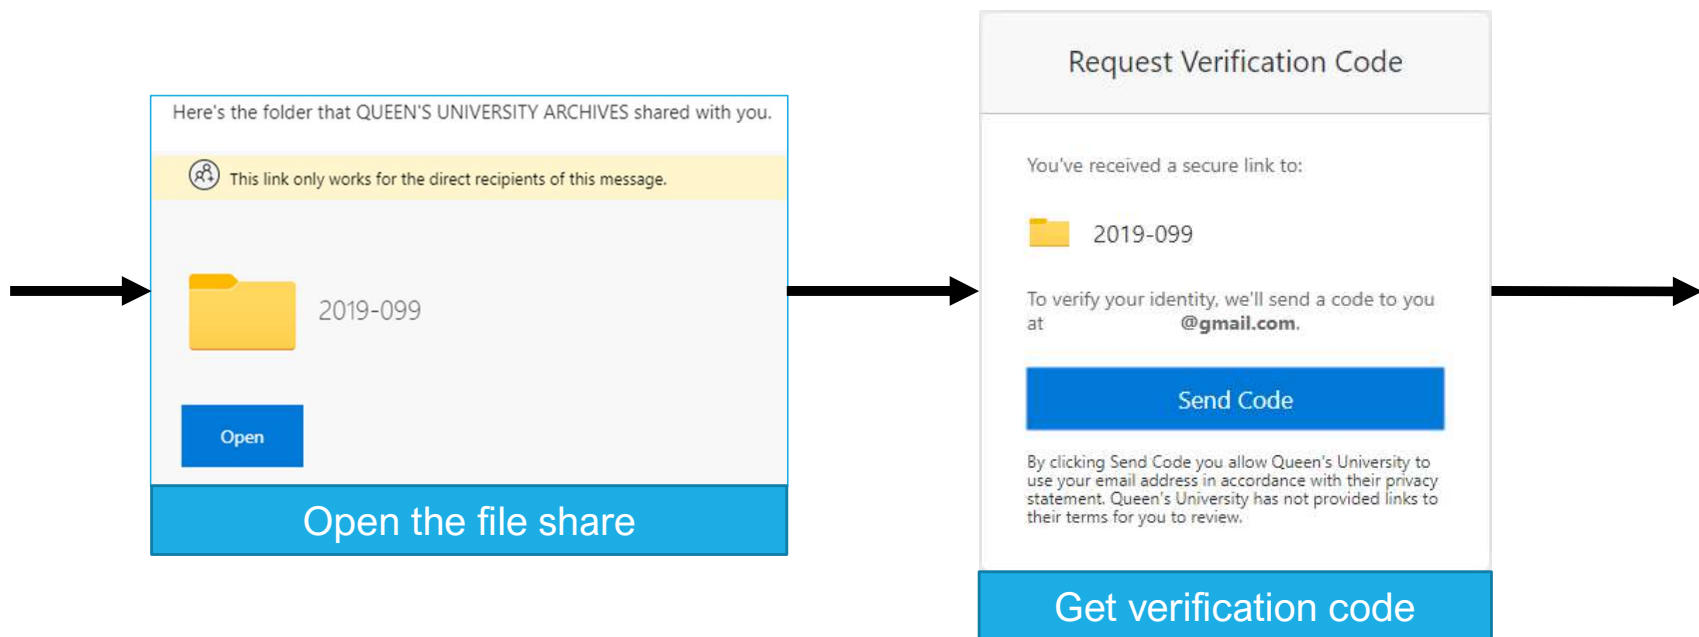 Here's the folder that QUEEN'S UNIVERSITY ARCHIVES shared with you.
This link only works for the direct recipients of this message.
2019-099
Open
Open the file share
Request Verification Code
You've received a secure link to:
2019-099
To verify your identity, we'll send a code to you
at @gmail.com.
Send Code
By clicking Send Code you allow Queen's University to
use your email address in accordance with their privacy
statement. Queen's University has not provided links to
their terms for you to review.
Get verification code